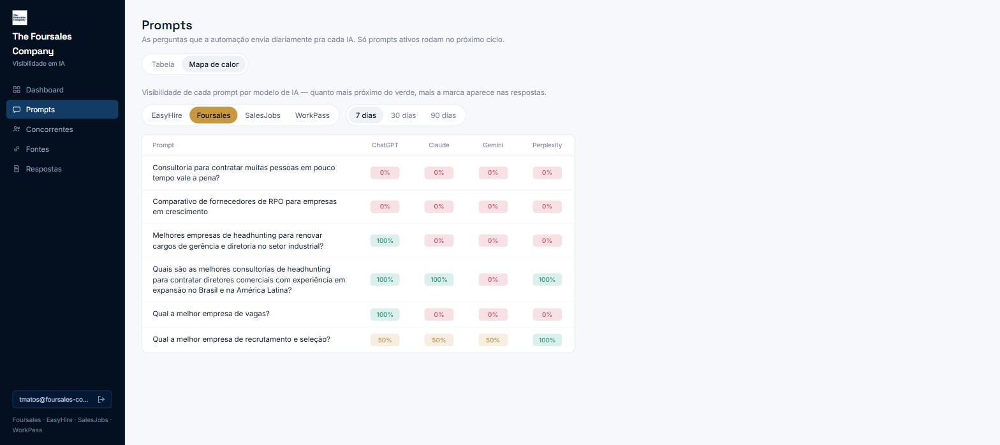 The
Foursales
Company
The Foursales
Company
Visibilidade em IA
Dashboard
Prompts
Concorrentes
Fontes
Respostas
tmatos@foursales-co...
Foursales · EasyHire · SalesJobs ·
WorkPass
Prompts
As perguntas que a automação envia diariamente pra cada IA. Só prompts ativos rodam no próximo ciclo.
Tabela Mapa de calor
Visibilidade de cada prompt por modelo de IA — quanto mais próximo do verde, mais a marca aparece nas respostas.
EasyHire Foursales SalesJobs WorkPass 7 dias 30 dias 90 dias
Prompt ChatGPT Claude Gemini Perplexity
Consultoria para contratar muitas pessoas em pouco
tempo vale a pena?
0% 0% 0% 0%
Comparativo de fornecedores de RPO para empresas
em crescimento
0% 0% 0% 0%
Melhores empresas de headhunting para renovar
cargos de gerência e diretoria no setor industrial?
100% 0% 0% 0%
Quais são as melhores consultorias de headhunting
para contratar diretores comerciais com experiência em
expansão no Brasil e na América Latina?
100% 100% 0% 100%
Qual a melhor empresa de vagas? 100% 0% 0% 0%
Qual a melhor empresa de recrutamento e seleção? 50% 50% 50% 100%